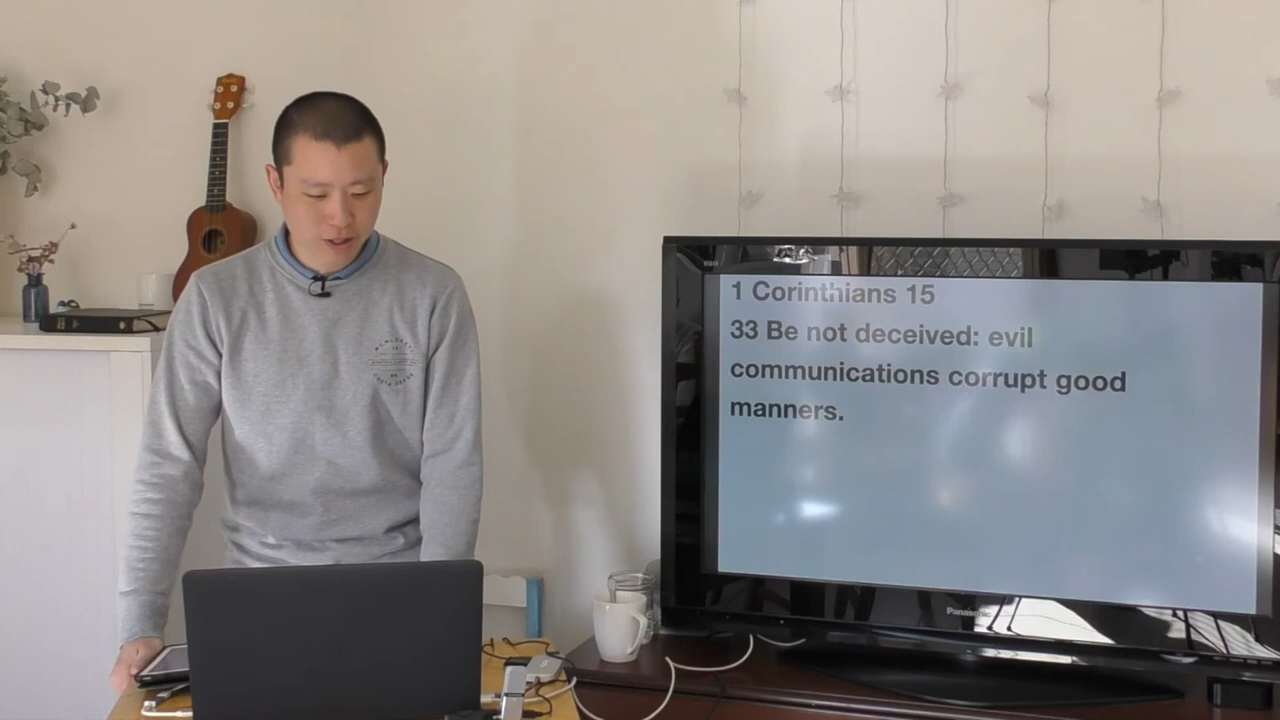 1 Corinthians 15
33 Be not deceived: evil
communications corrupt good
manners.
Panasonic